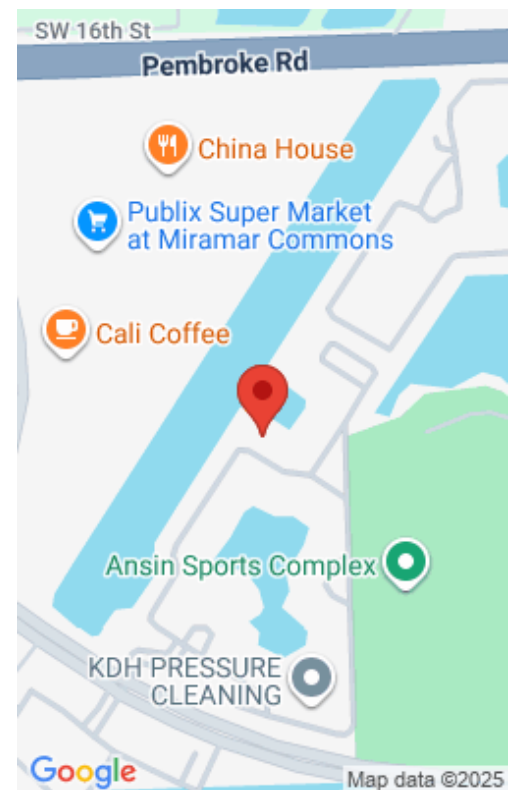 SW 16th St
Pembroke Rd
China House
Publix Super Market
at Miramar Commons
Cali Coffee
Ansin Sports Complex
KDH PRESSURE
CLEANING
Google
Map data ©2025